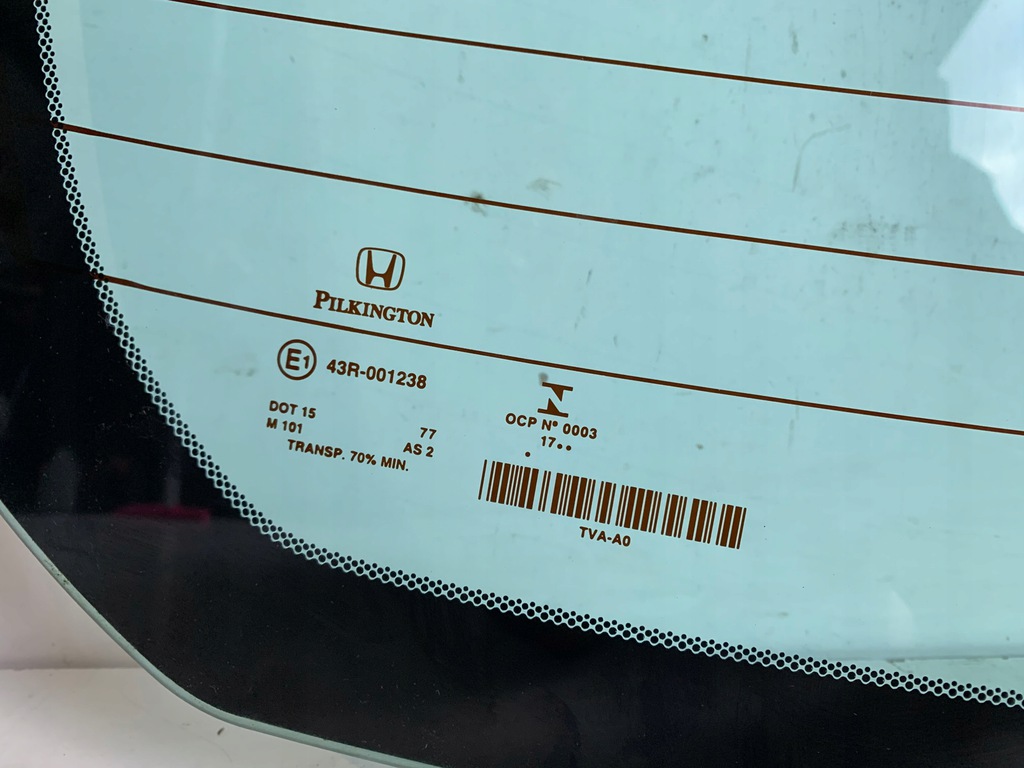 PILKINGTON
E1 43R-001238
DOT 15 77
M 101 AS 2
TRANSP. 70% MIN.
OCP Nº 0003
17••
TVA-A0